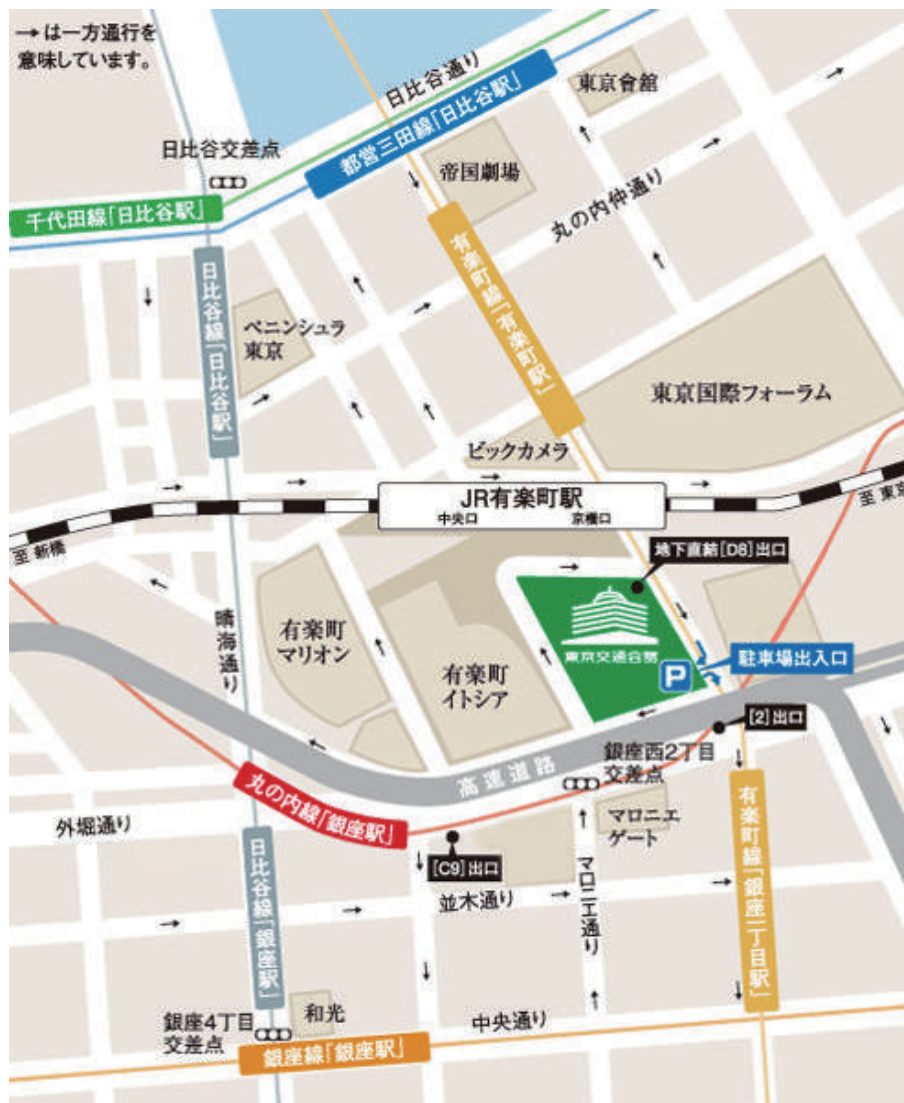 →は一方通行を
意味しています。
日比谷通り
東京會館
都営三田線「日比谷駅」
日比谷交差点
帝国劇場
丸の内仲通り
千代田線「日比谷駅」
有楽町線「有楽町駅」
日比谷線「日比谷駅」
ペニンシュラ
東京
東京国際フォーラム
ビックカメラ
JR有楽町駅
中央口
京橋口
至 東京
至 新橋
地下直結[D8]出口
晴海通り
有楽町
マリオン
東京交通会館
有楽町
イトシア
P
駐車場出入口
[2]出口
高速道路
銀座西2丁目
交差点
丸の内線「銀座駅」
外堀通り
マロニエ
ゲート
有楽町線「銀座一丁目駅」
日比谷線「銀座駅」
[C9]出口
並木通り
マロニエ通り
和光
銀座4丁目
交差点
中央通り
銀座線「銀座駅」